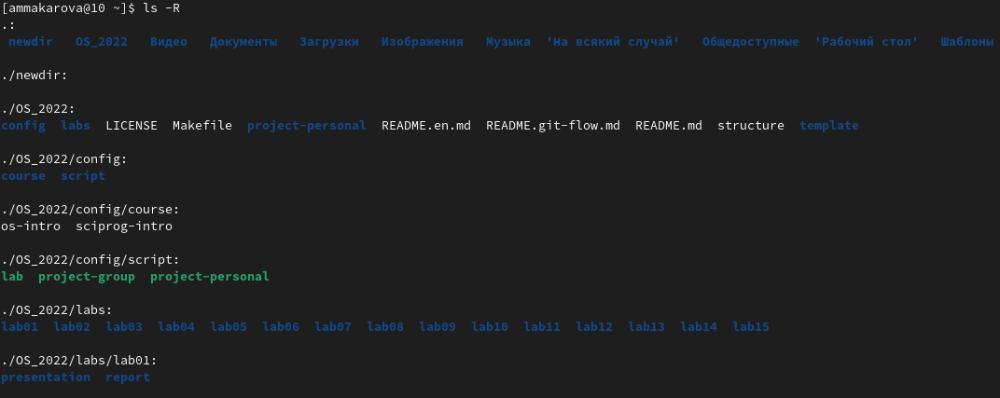 [ammakarova@10 ~]$ ls -R
.:
newdir OS_2022 Видео Документы Загрузки Изображения Музыка 'На всякий случай' Общедоступные 'Рабочий стол' Шаблоны
./newdir:
./OS_2022:
config labs LICENSE Makefile project-personal README.en.md README.git-flow.md README.md structure template
./OS_2022/config:
course script
./OS_2022/config/course:
os-intro sciprog-intro
./OS_2022/config/script:
lab project-group project-personal
./OS_2022/labs:
lab01 lab02 lab03 lab04 lab05 lab06 lab07 lab08 lab09 lab10 lab11 lab12 lab13 lab14 lab15
./OS_2022/labs/lab01:
presentation report